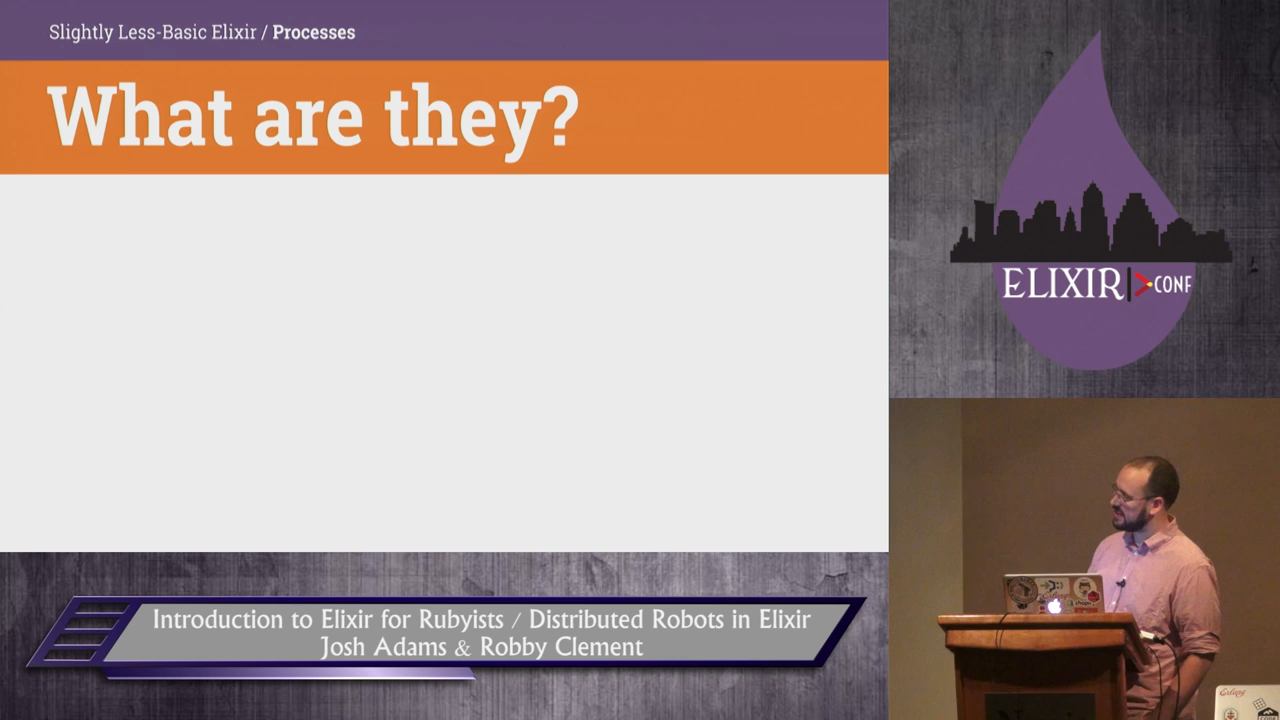 Slightly Less-Basic Elixir / Processes
What are they?
ELIXIR|>CONF
Introduction to Elixir for Rubyists / Distributed Robots in Elixir
Josh Adams & Robby Clement